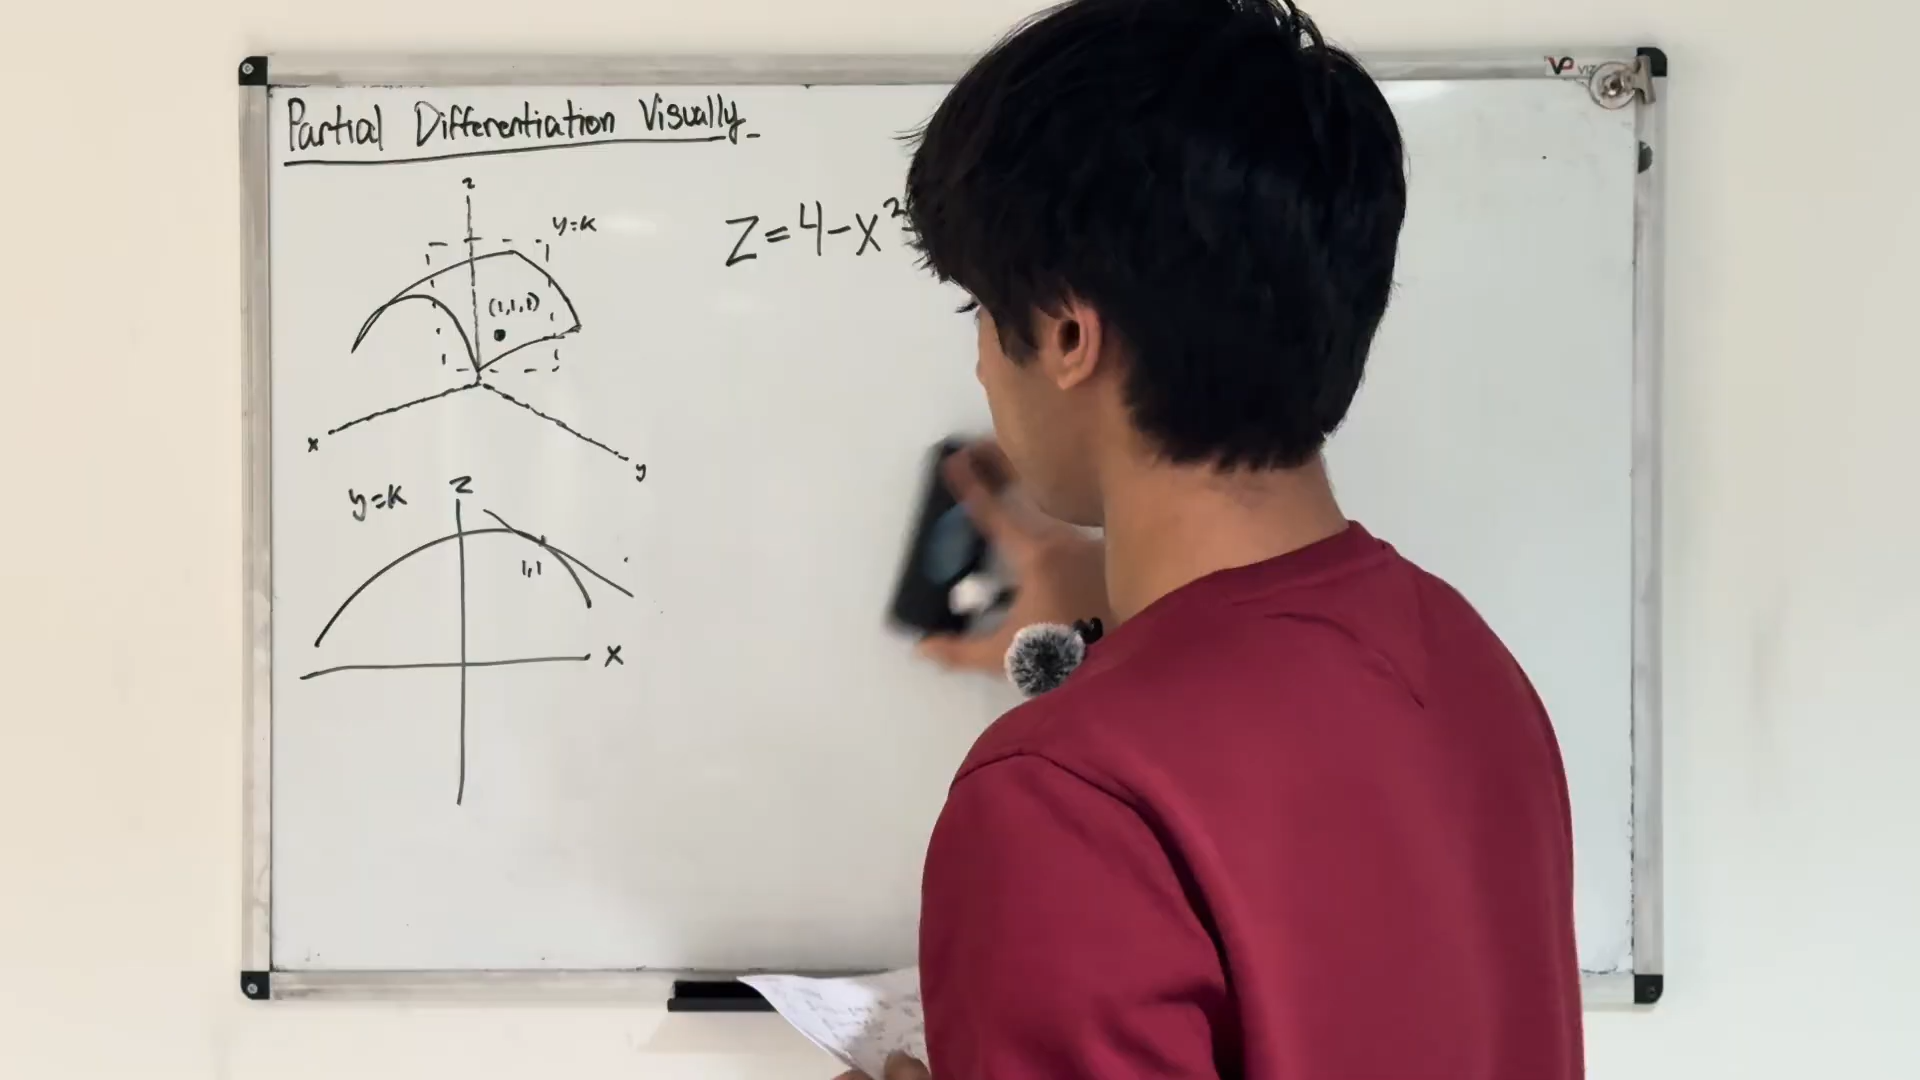 Partial Differentiation Visually
z
y=k
(1,1,1)
x
y
Z=4-x²
y=k
Z
1,1
X